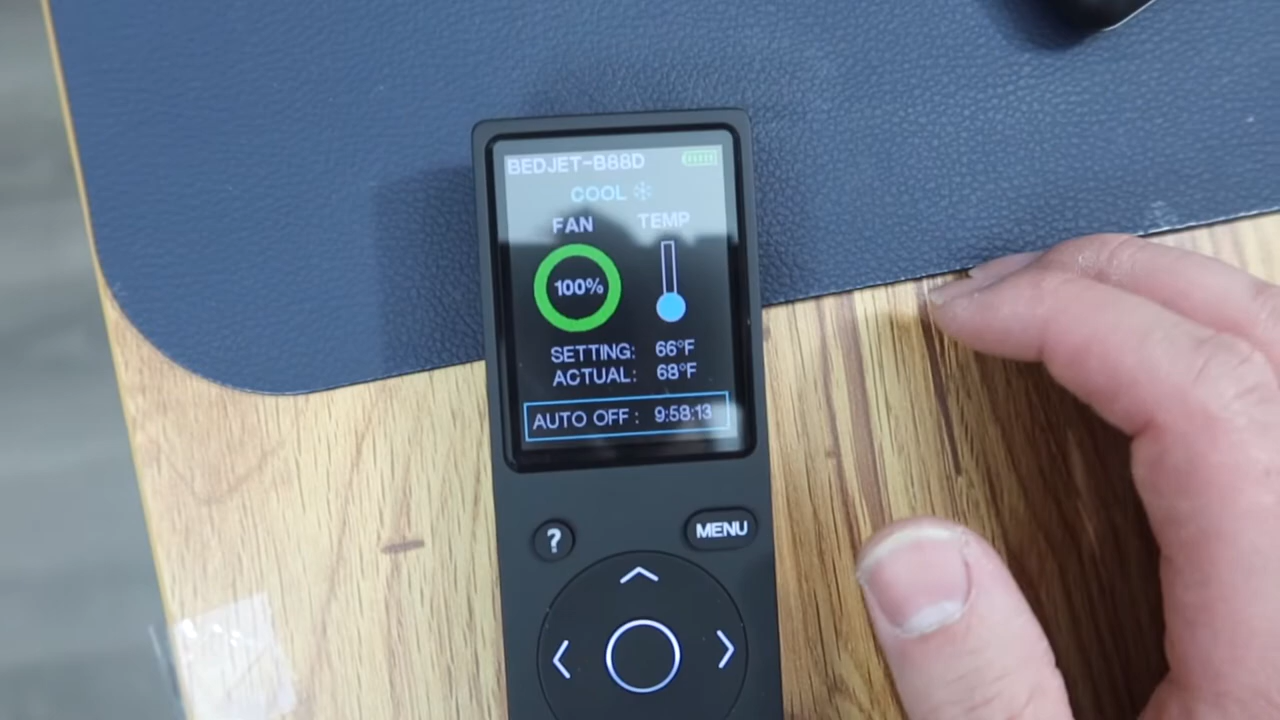 BEDJET-B88D
COOL
FAN TEMP
100%
SETTING: 66°F
ACTUAL: 68°F
AUTO OFF : 9:58:13
? MENU